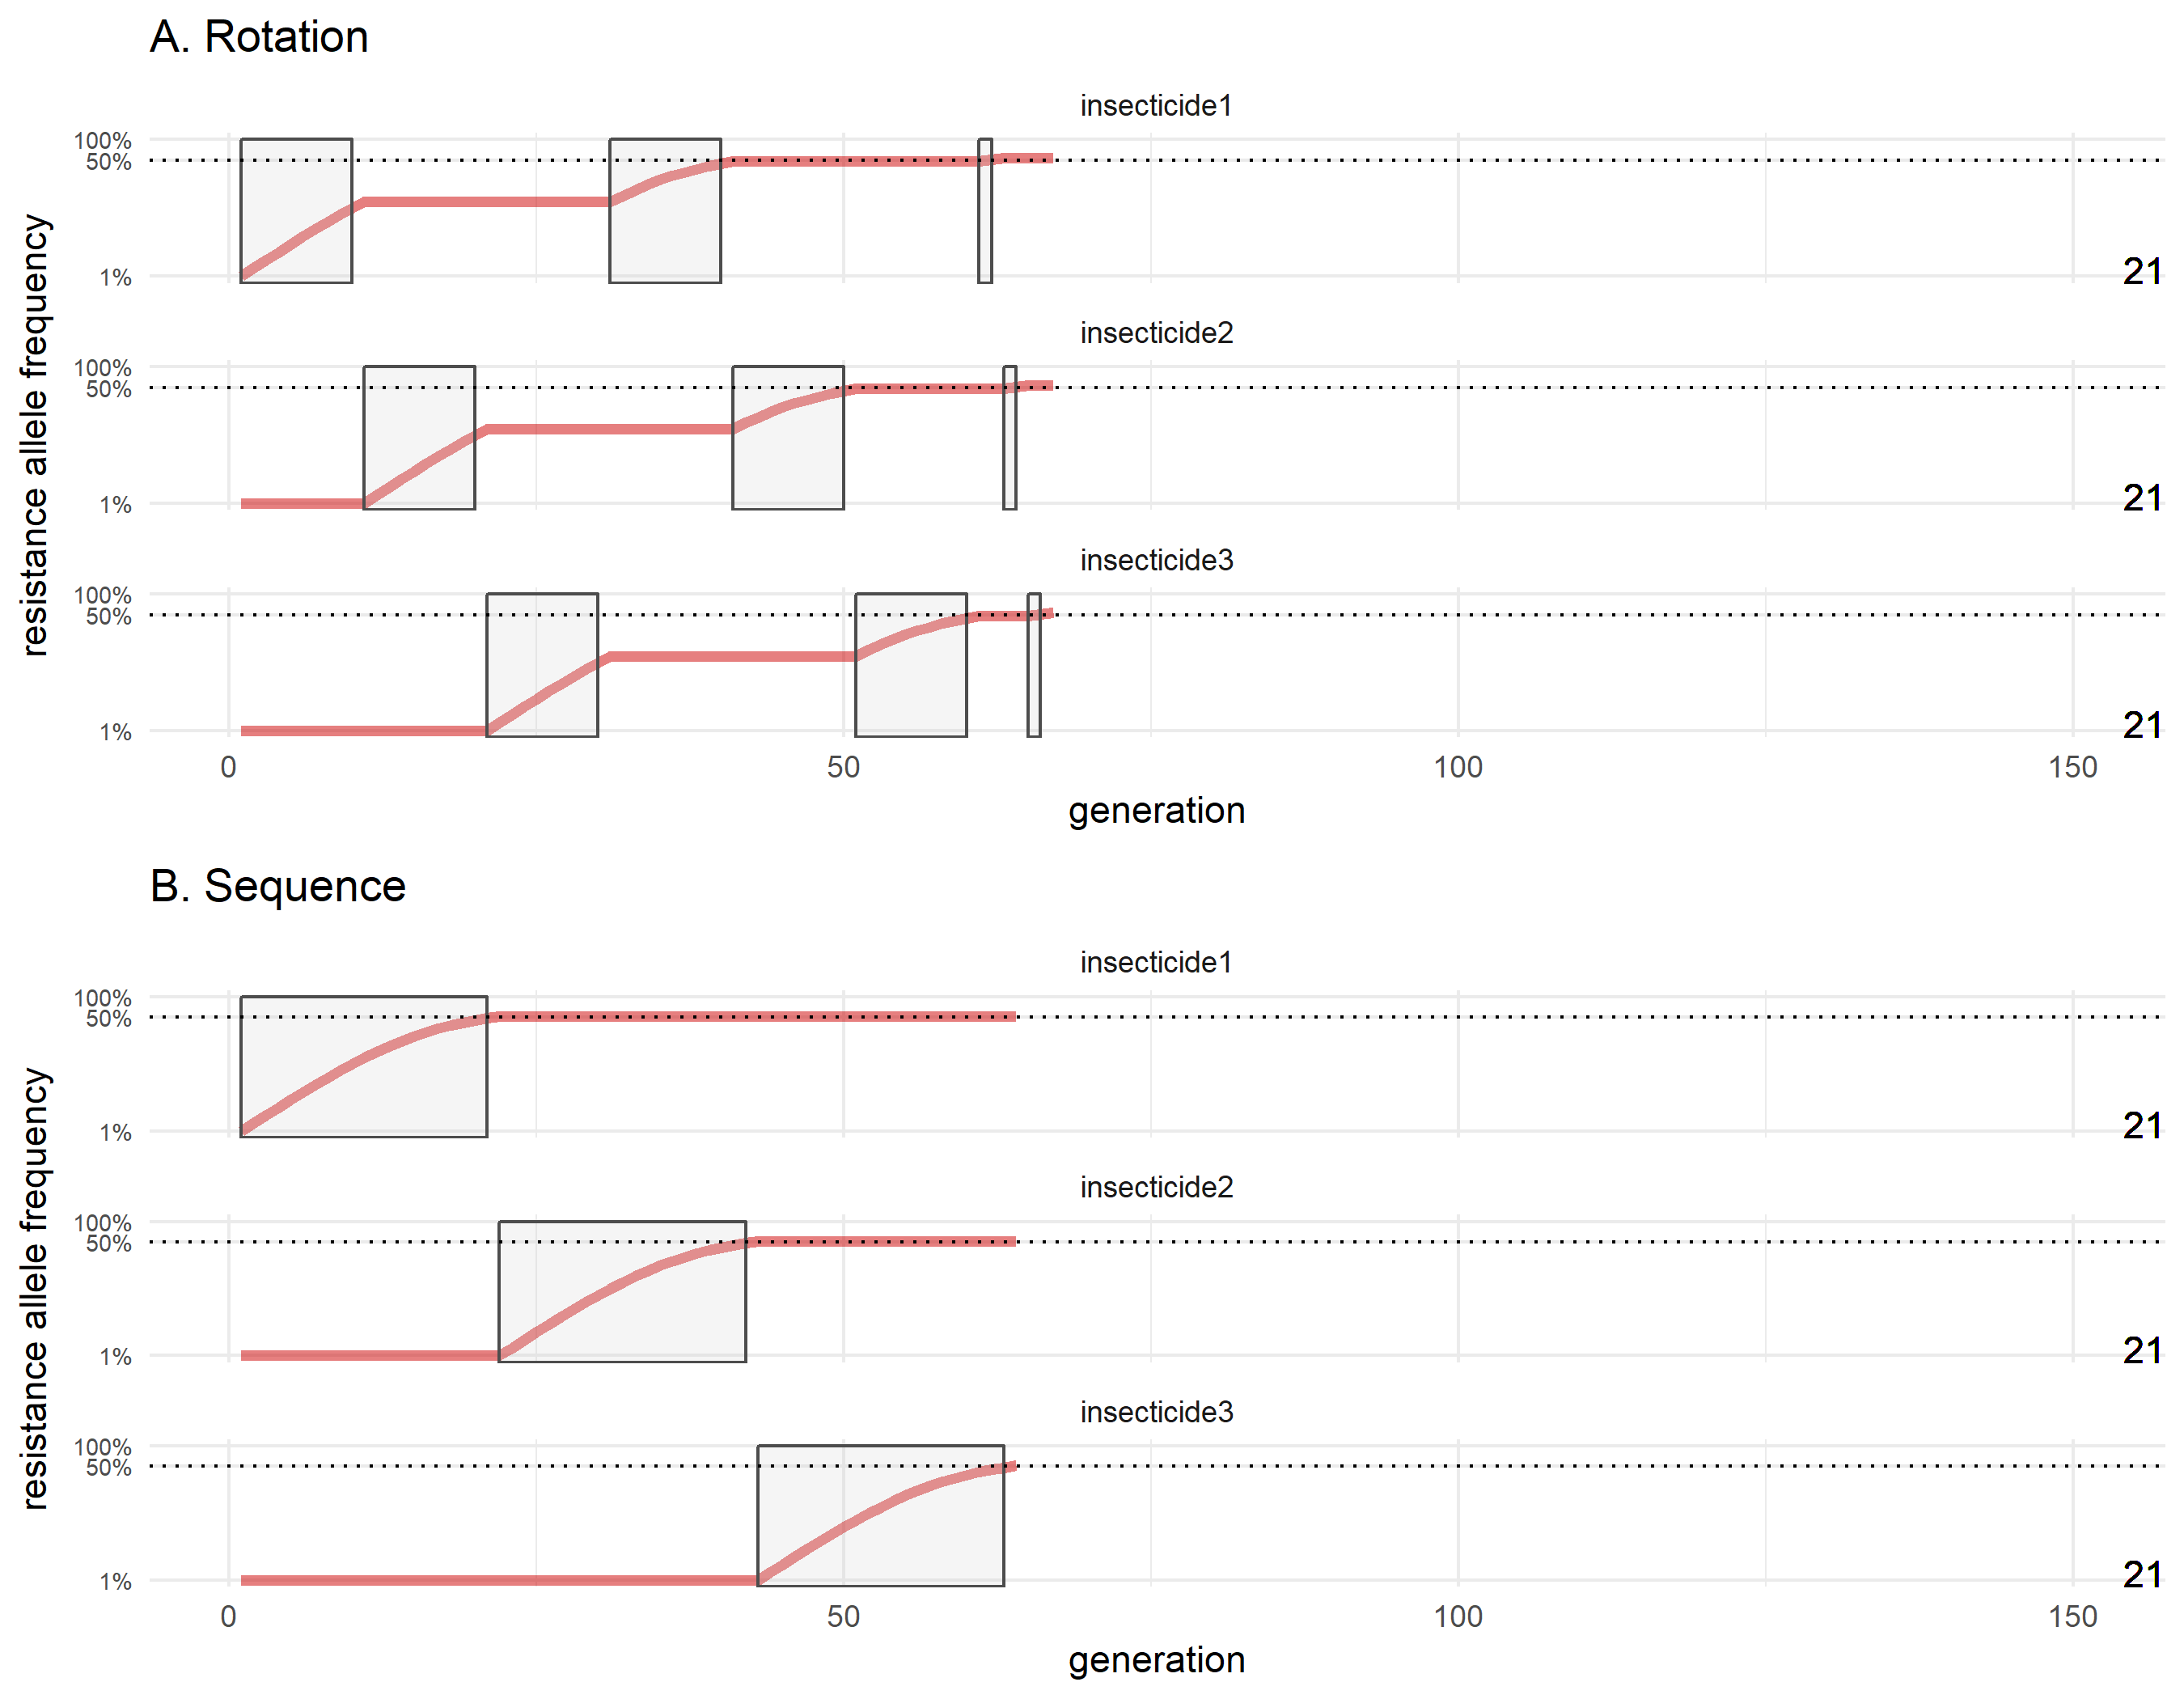 A. Rotation
insecticide1
100%
50%
1%
21
insecticide2
100%
50%
1%
21
insecticide3
100%
50%
1%
21
resistance allele frequency
0 50 100 150
generation
B. Sequence
insecticide1
100%
50%
1%
21
insecticide2
100%
50%
1%
21
insecticide3
100%
50%
1%
21
resistance allele frequency
0 50 100 150
generation